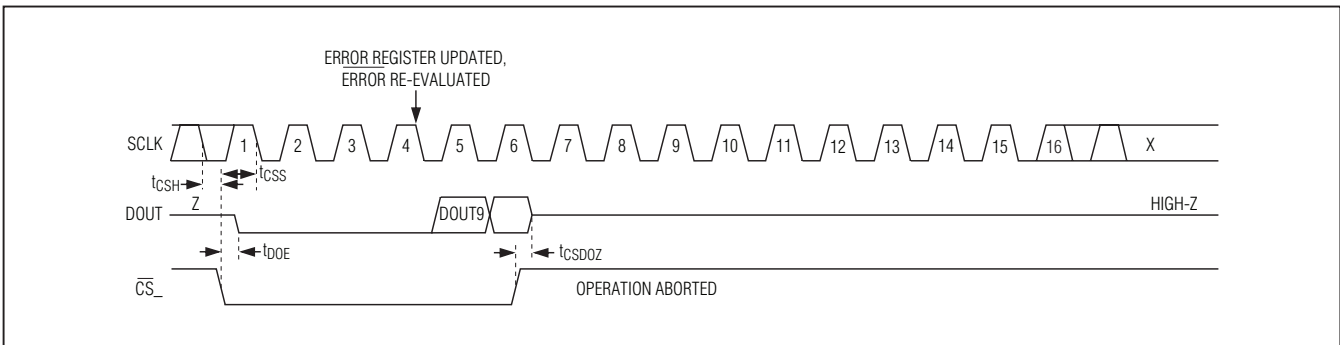 ERROR REGISTER UPDATED,
ERROR RE-EVALUATED
SCLK 1 2 3 4 5 6 7 8 9 10 11 12 13 14 15 16 X
tCSH tCSS
DOUT Z DOUT9 HIGH-Z
tDOE tCSDOZ
CS_ OPERATION ABORTED